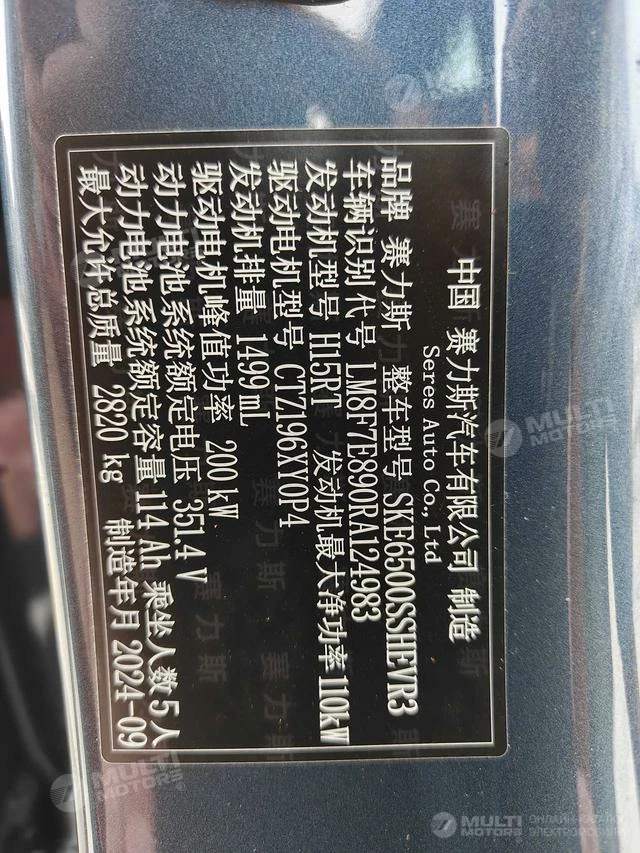 中国 赛力斯汽车有限公司 制造
Seres Auto Co., Ltd
品牌 赛力斯 整车型号 SKE6500SSHEVR3
车辆识别代号 LM8F7E890RA124983
发动机型号 H15RT 发动机最大净功率 110kW
驱动电机型号 CTZ196XY0P4
发动机排量 1499 mL
驱动电机峰值功率 200 kW
动力电池系统额定电压 351.4 V
动力电池系统额定容量 114 Ah 乘坐人数 5人
最大允许总质量 2820 kg 制造年月 2024-09
MULTI MOTORS
ОНЛАЙН-КАТАЛОГ
ЭЛЕКТРОМОБИЛЕЙ